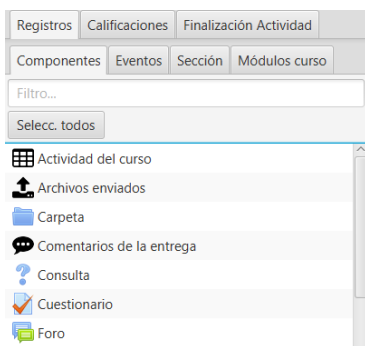 Registros Calificaciones Finalización Actividad
Componentes Eventos Sección Módulos curso
Filtro...
Selecc. todos
Actividad del curso
Archivos enviados
Carpeta
Comentarios de la entrega
Consulta
Cuestionario
Foro